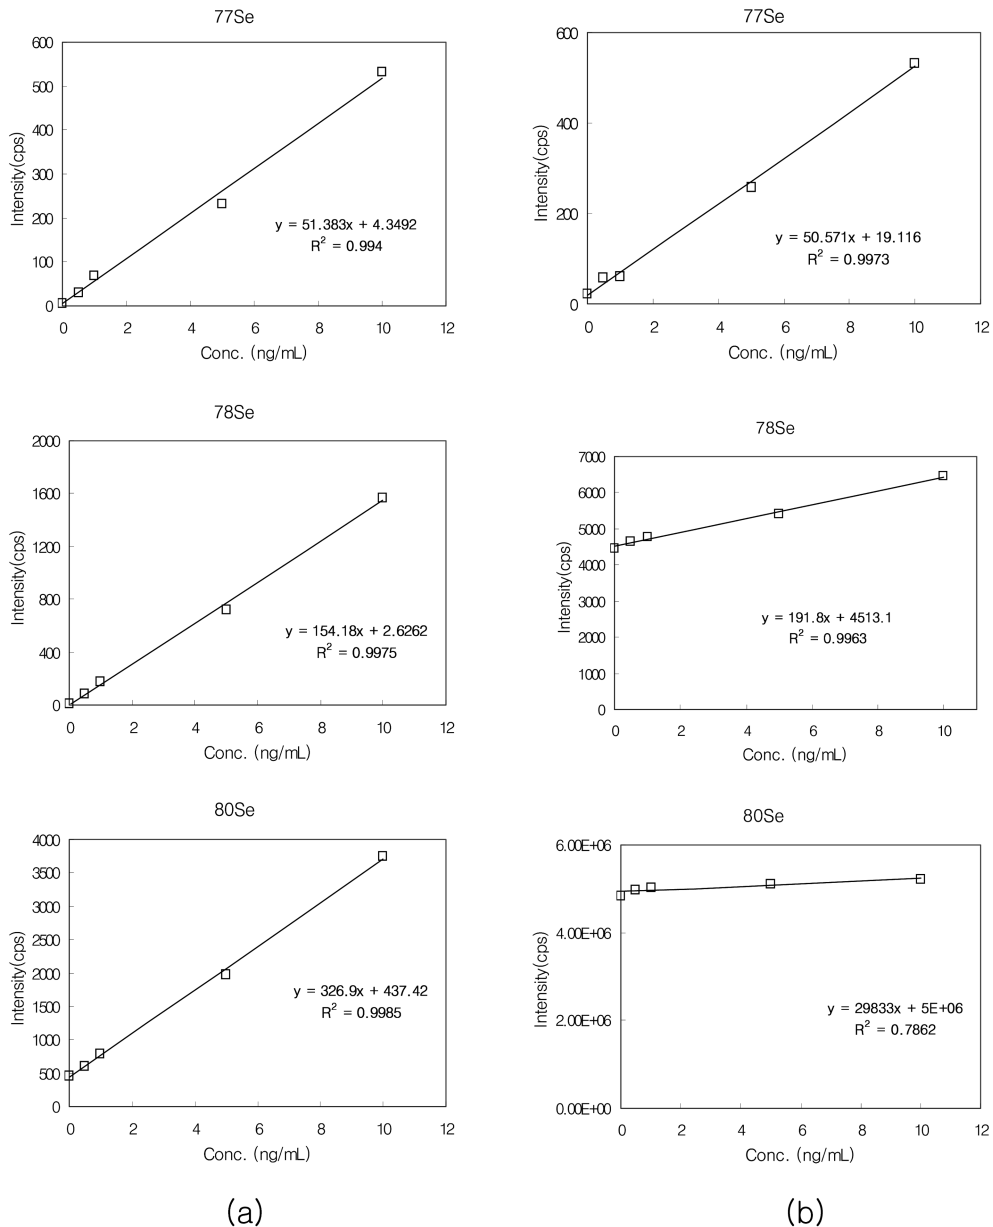 77Se
600
500
400
300
200
100
0
Intensity(cps)
y = 51.383x + 4.3492
R² = 0.994
0 2 4 6 8 10 12
Conc. (ng/mL)
77Se
600
400
200
0
Intensity(cps)
y = 50.571x + 19.116
R² = 0.9973
0 2 4 6 8 10 12
Conc. (ng/mL)
78Se
2000
1600
1200
800
400
0
Intensity(cps)
y = 154.18x + 2.6262
R² = 0.9975
0 2 4 6 8 10 12
Conc. (ng/mL)
78Se
7000
6000
5000
4000
3000
2000
1000
0
Intensity(cps)
y = 191.8x + 4513.1
R² = 0.9963
0 2 4 6 8 10
Conc. (ng/mL)
80Se
4000
3500
3000
2500
2000
1500
1000
500
0
Intensity(cps)
y = 326.9x + 437.42
R² = 0.9985
0 2 4 6 8 10 12
Conc. (ng/mL)
80Se
6.00E+06
4.00E+06
2.00E+06
0.00E+00
Intensity(cps)
y = 29833x + 5E+06
R² = 0.7862
0 2 4 6 8 10 12
Conc. (ng/mL)
(a)
(b)